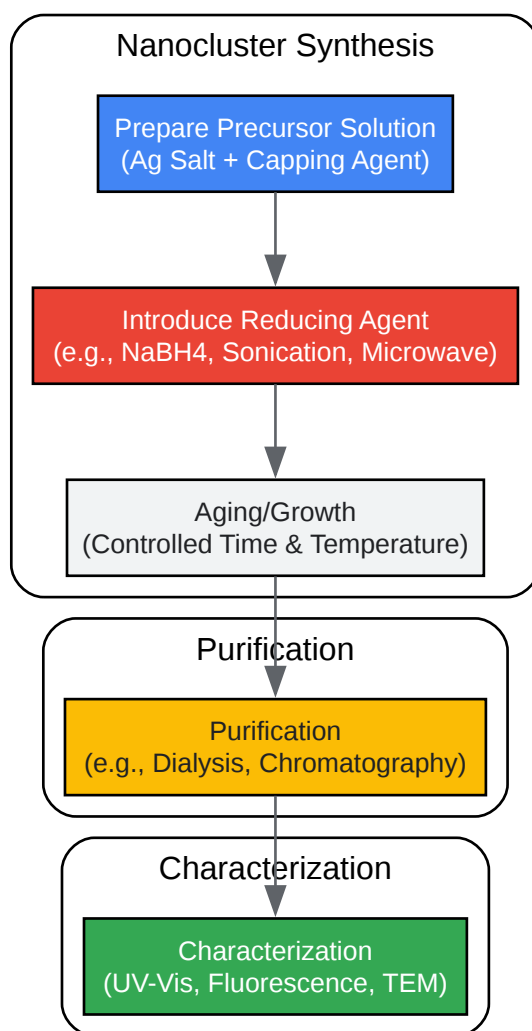 Nanocluster Synthesis
Prepare Precursor Solution
(Ag Salt + Capping Agent)
Introduce Reducing Agent
(e.g., NaBH4, Sonication, Microwave)
Aging/Growth
(Controlled Time & Temperature)
Purification
Purification
(e.g., Dialysis, Chromatography)
Characterization
Characterization
(UV-Vis, Fluorescence, TEM)